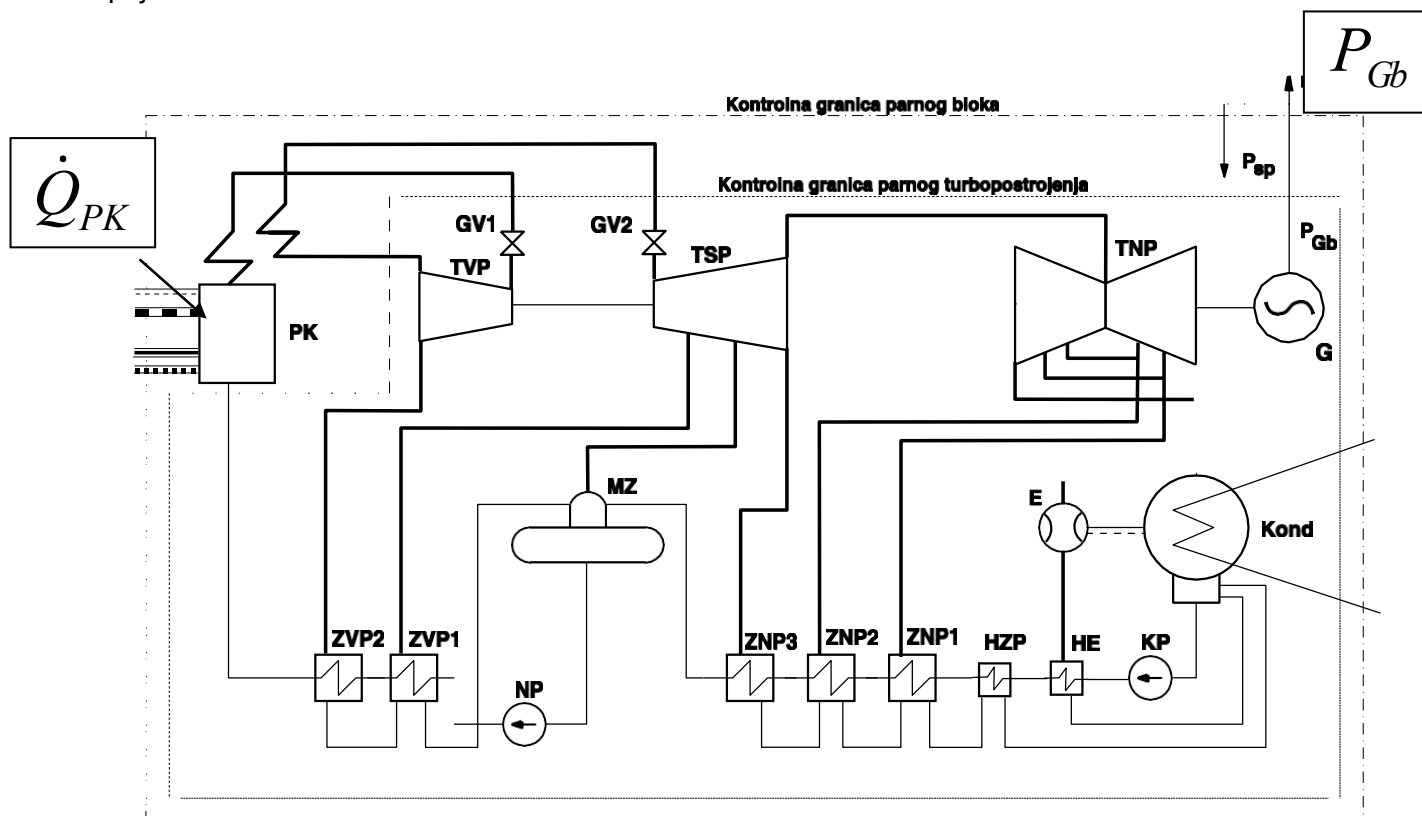 P_Gb
Kontrolna granica parnog bloka
P_sp
Q̇_PK
Kontrolna granica parnog turbopostrojenja
GV1
GV2
TSP
TNP
P_Gb
TVP
PK
G
MZ
E
Kond
ZVP2
ZVP1
ZNP3
ZNP2
ZNP1
HZP
HE
KP
NP